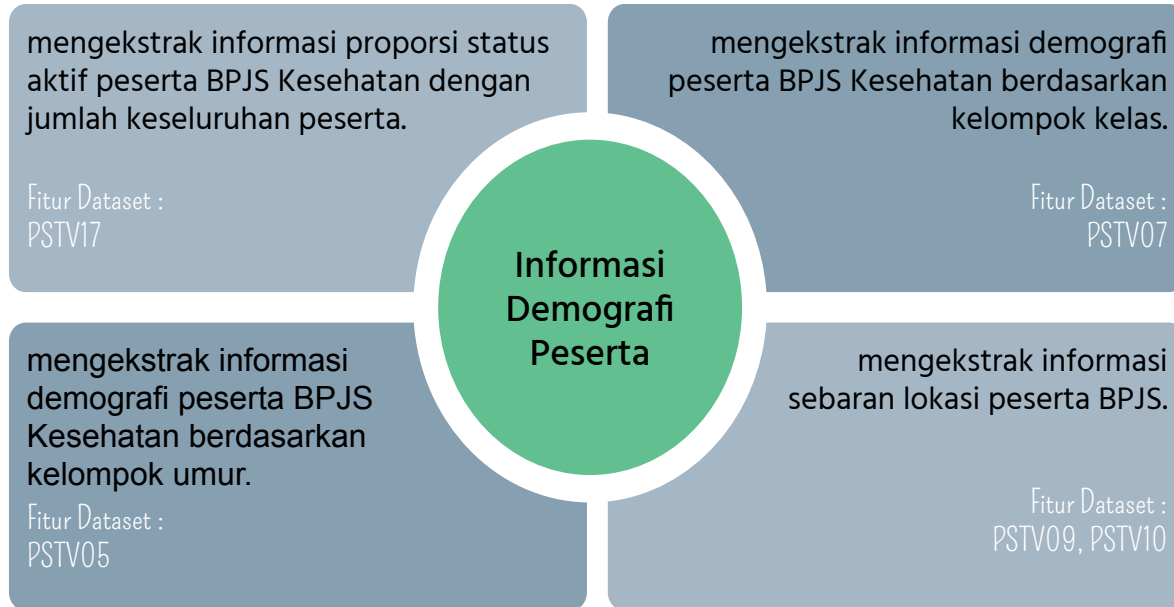 mengekstrak informasi proporsi status
aktif peserta BPJS Kesehatan dengan
jumlah keseluruhan peserta.
Fitur Dataset :
PSTV17
mengekstrak informasi demografi
peserta BPJS Kesehatan berdasarkan
kelompok kelas.
Fitur Dataset :
PSTV07
Informasi
Demografi
Peserta
mengekstrak informasi
demografi peserta BPJS
Kesehatan berdasarkan
kelompok umur.
Fitur Dataset :
PSTV05
mengekstrak informasi
sebaran lokasi peserta BPJS.
Fitur Dataset :
PSTV09, PSTV10